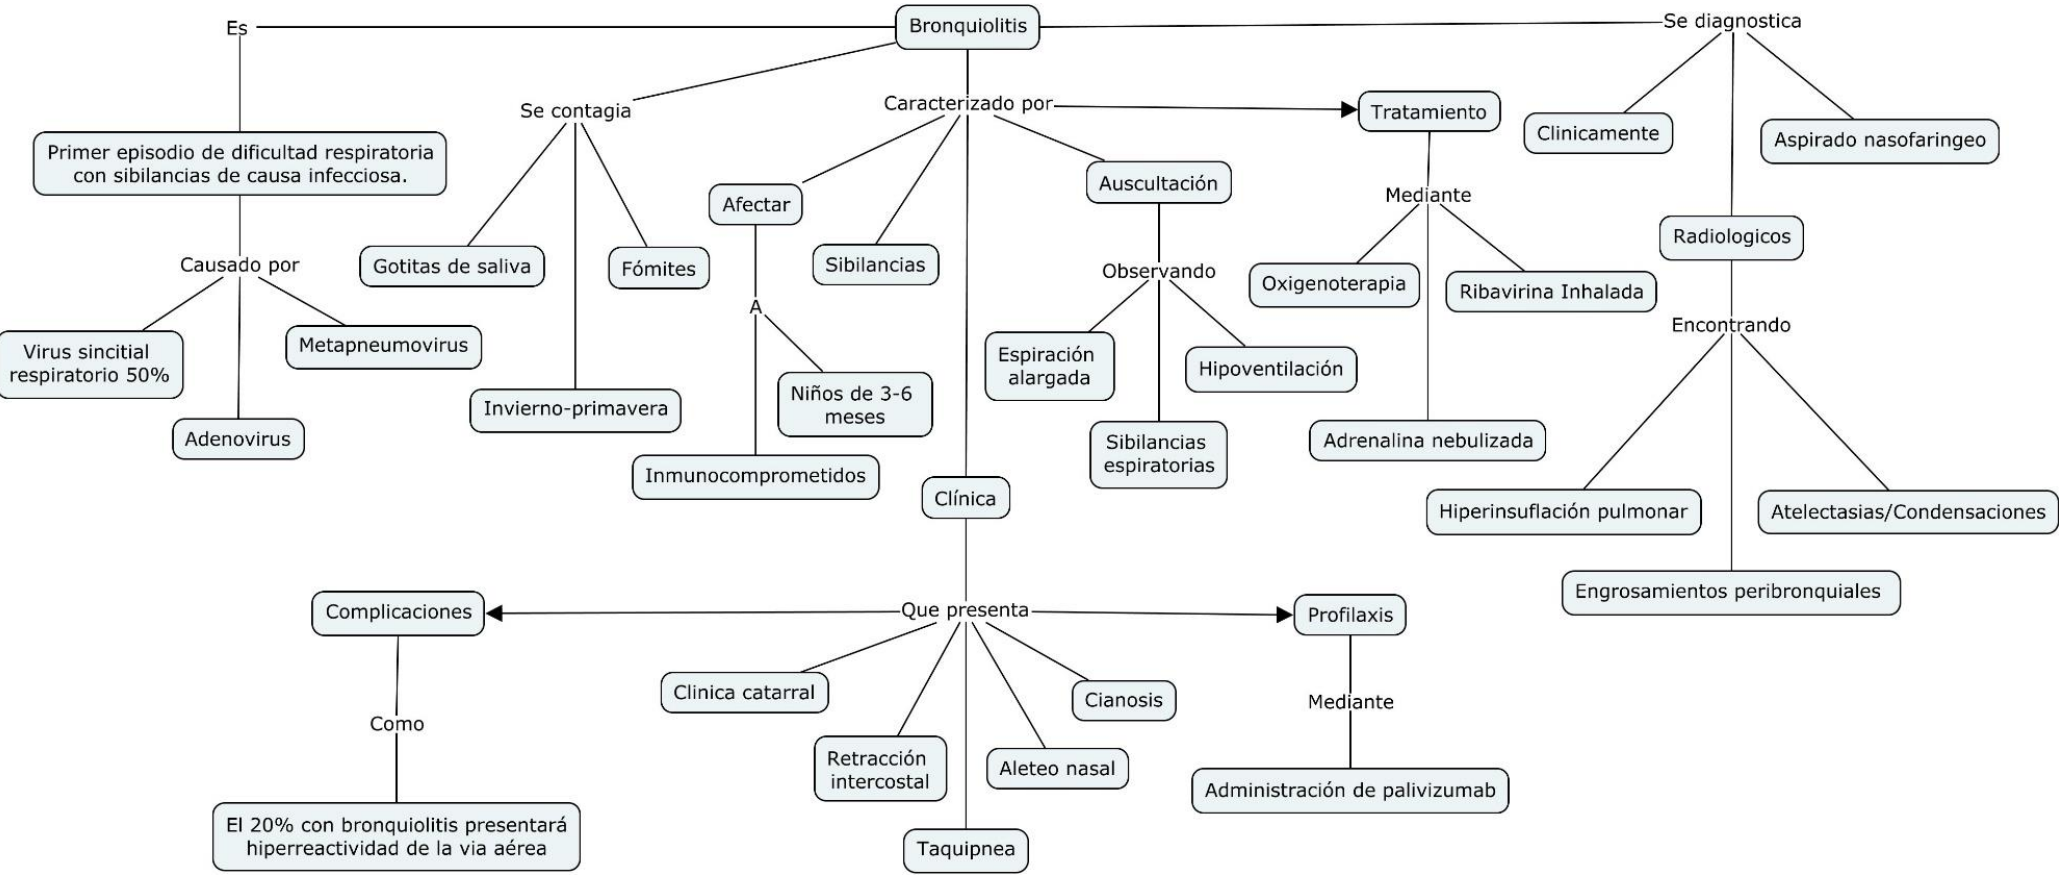 Bronquiolitis
Es
Primer episodio de dificultad respiratoria
con sibilancias de causa infecciosa.
Causado por
Virus sincitial
respiratorio 50%
Adenovirus
Metapneumovirus
Se contagia
Gotitas de saliva
Invierno-primavera
Fómites
Caracterizado por
Afectar
A
Inmunocomprometidos
Niños de 3-6
meses
Sibilancias
Clínica
Que presenta
Complicaciones
Como
El 20% con bronquiolitis presentará
hiperreactividad de la via aérea
Clinica catarral
Retracción
intercostal
Taquipnea
Aleteo nasal
Cianosis
Profilaxis
Mediante
Administración de palivizumab
Auscultación
Observando
Espiración
alargada
Sibilancias
espiratorias
Hipoventilación
Tratamiento
Mediante
Oxigenoterapia
Adrenalina nebulizada
Ribavirina Inhalada
Se diagnostica
Clinicamente
Radiologicos
Encontrando
Hiperinsuflación pulmonar
Engrosamientos peribronquiales
Atelectasias/Condensaciones
Aspirado nasofaringeo